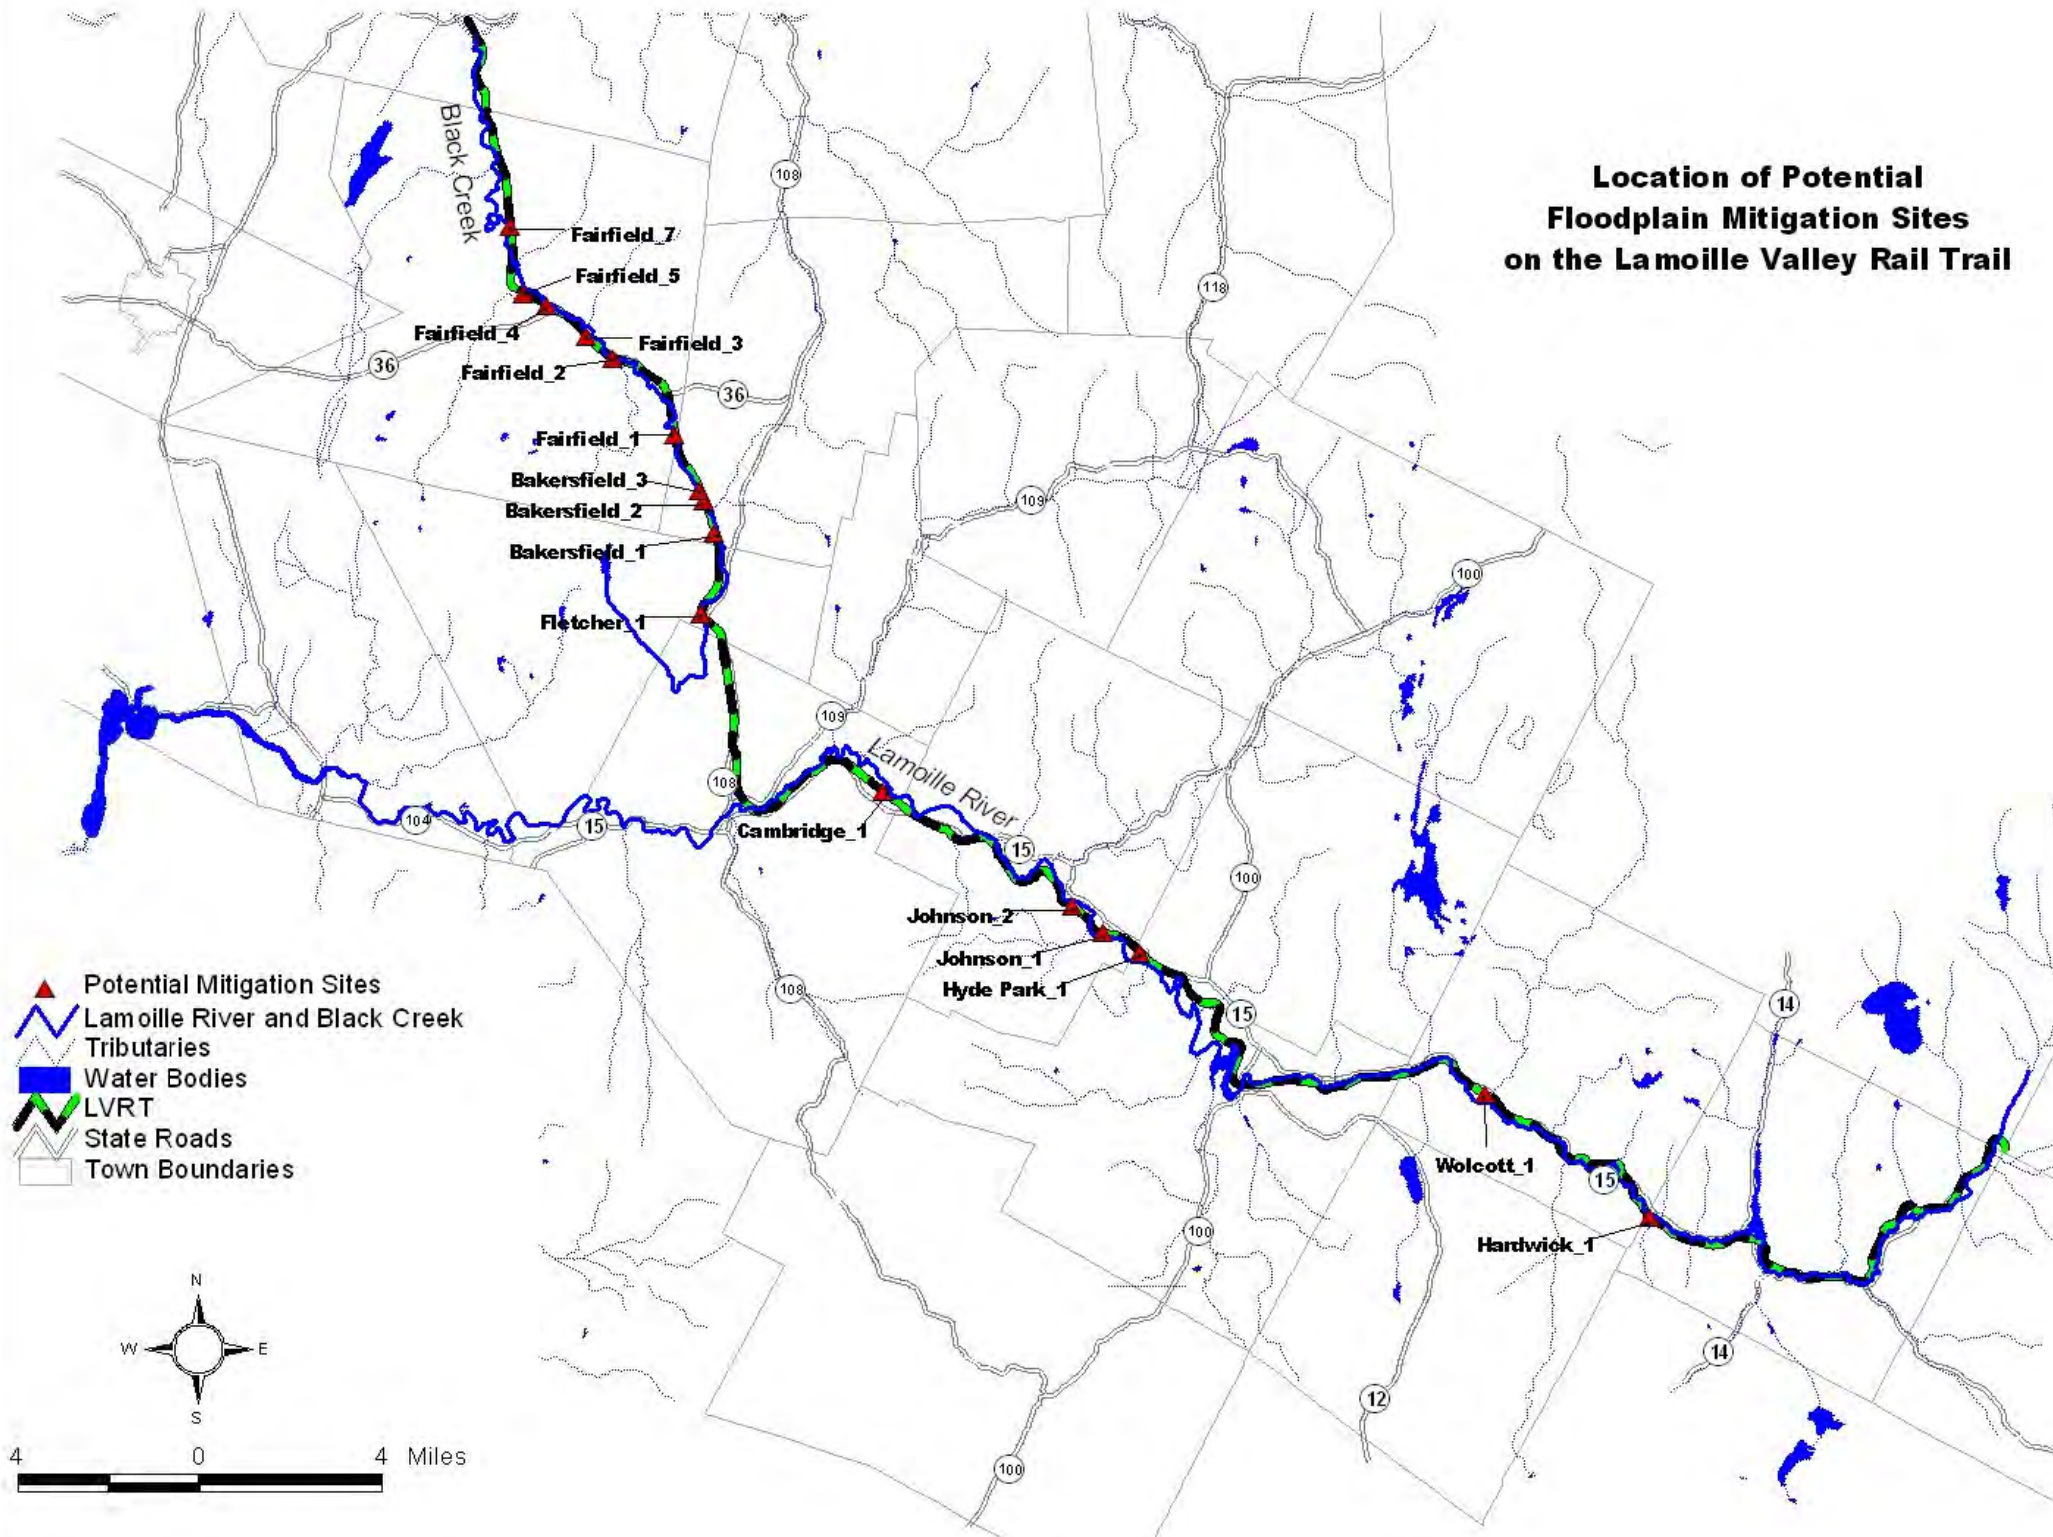 Location of Potential
Floodplain Mitigation Sites
on the Lamoille Valley Rail Trail
Black Creek
108
Fairfield_7
Fairfield_5
118
Fairfield_4
Fairfield_3
36
Fairfield_2
36
Fairfield_1
Bakersfield_3
109
Bakersfield_2
Bakersfield_1
100
Fletcher_1
109
Lamoille River
108
104
15
Cambridge_1
15
100
Johnson_2
Johnson_1
Hyde Park_1
108
15
14
Potential Mitigation Sites
Lamoille River and Black Creek
Tributaries
Water Bodies
LVRT
State Roads
Town Boundaries
Wolcott_1
15
100
Hardwick_1
N
W
E
S
14
12
4
0
4
Miles
100